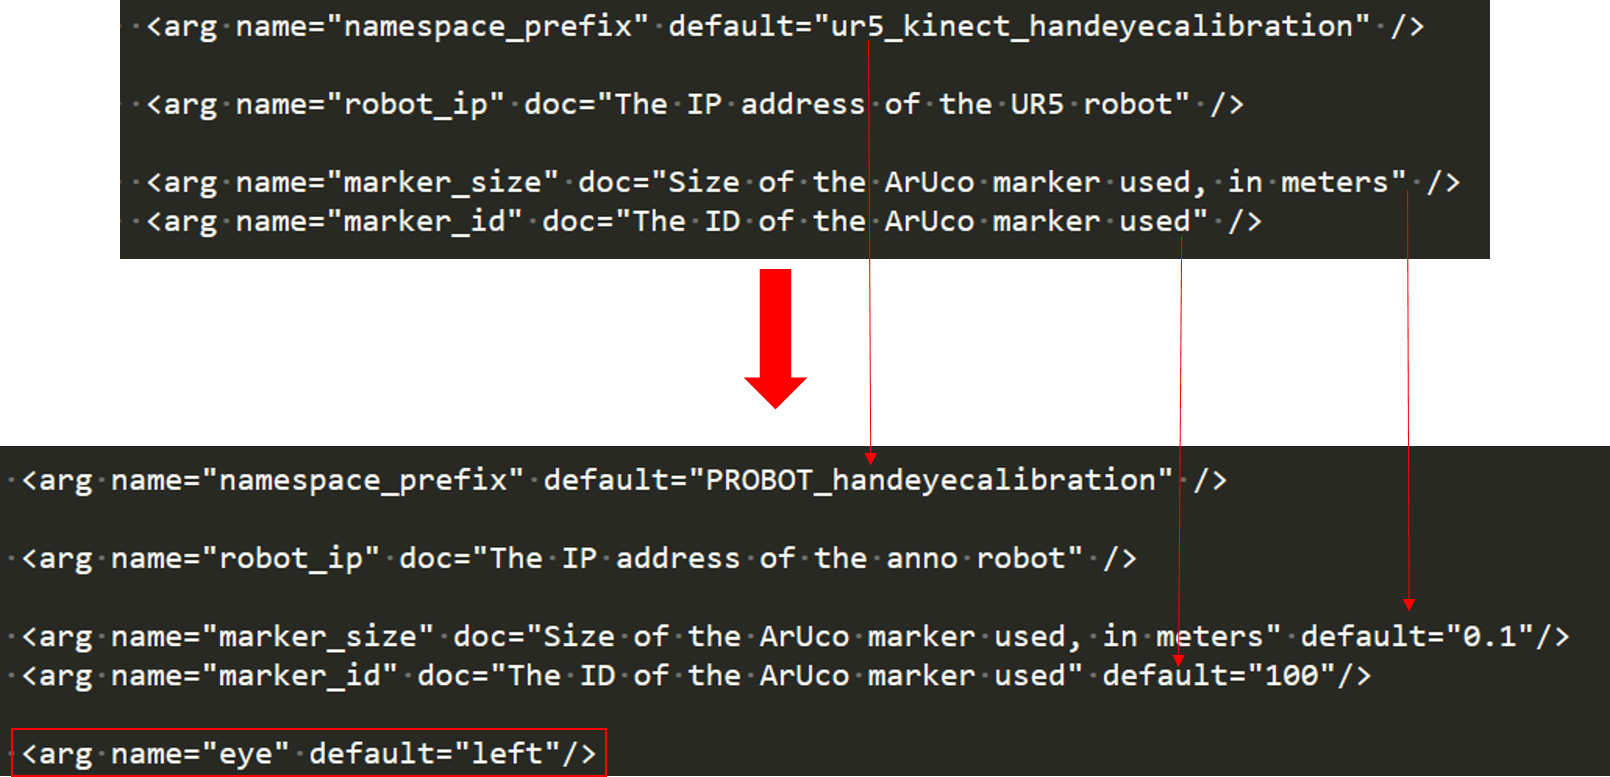 <arg name="namespace_prefix" default="ur5_kinect_handeyecalibration" />
<arg name="robot_ip" doc="The IP address of the UR5 robot" />
<arg name="marker_size" doc="Size of the ArUco marker used, in meters" />
<arg name="marker_id" doc="The ID of the ArUco marker used" />
<arg name="namespace_prefix" default="PROBOT_handeyecalibration" />
<arg name="robot_ip" doc="The IP address of the anno robot" />
<arg name="marker_size" doc="Size of the ArUco marker used, in meters" default="0.1"/>
<arg name="marker_id" doc="The ID of the ArUco marker used" default="100"/>
<arg name="eye" default="left"/>